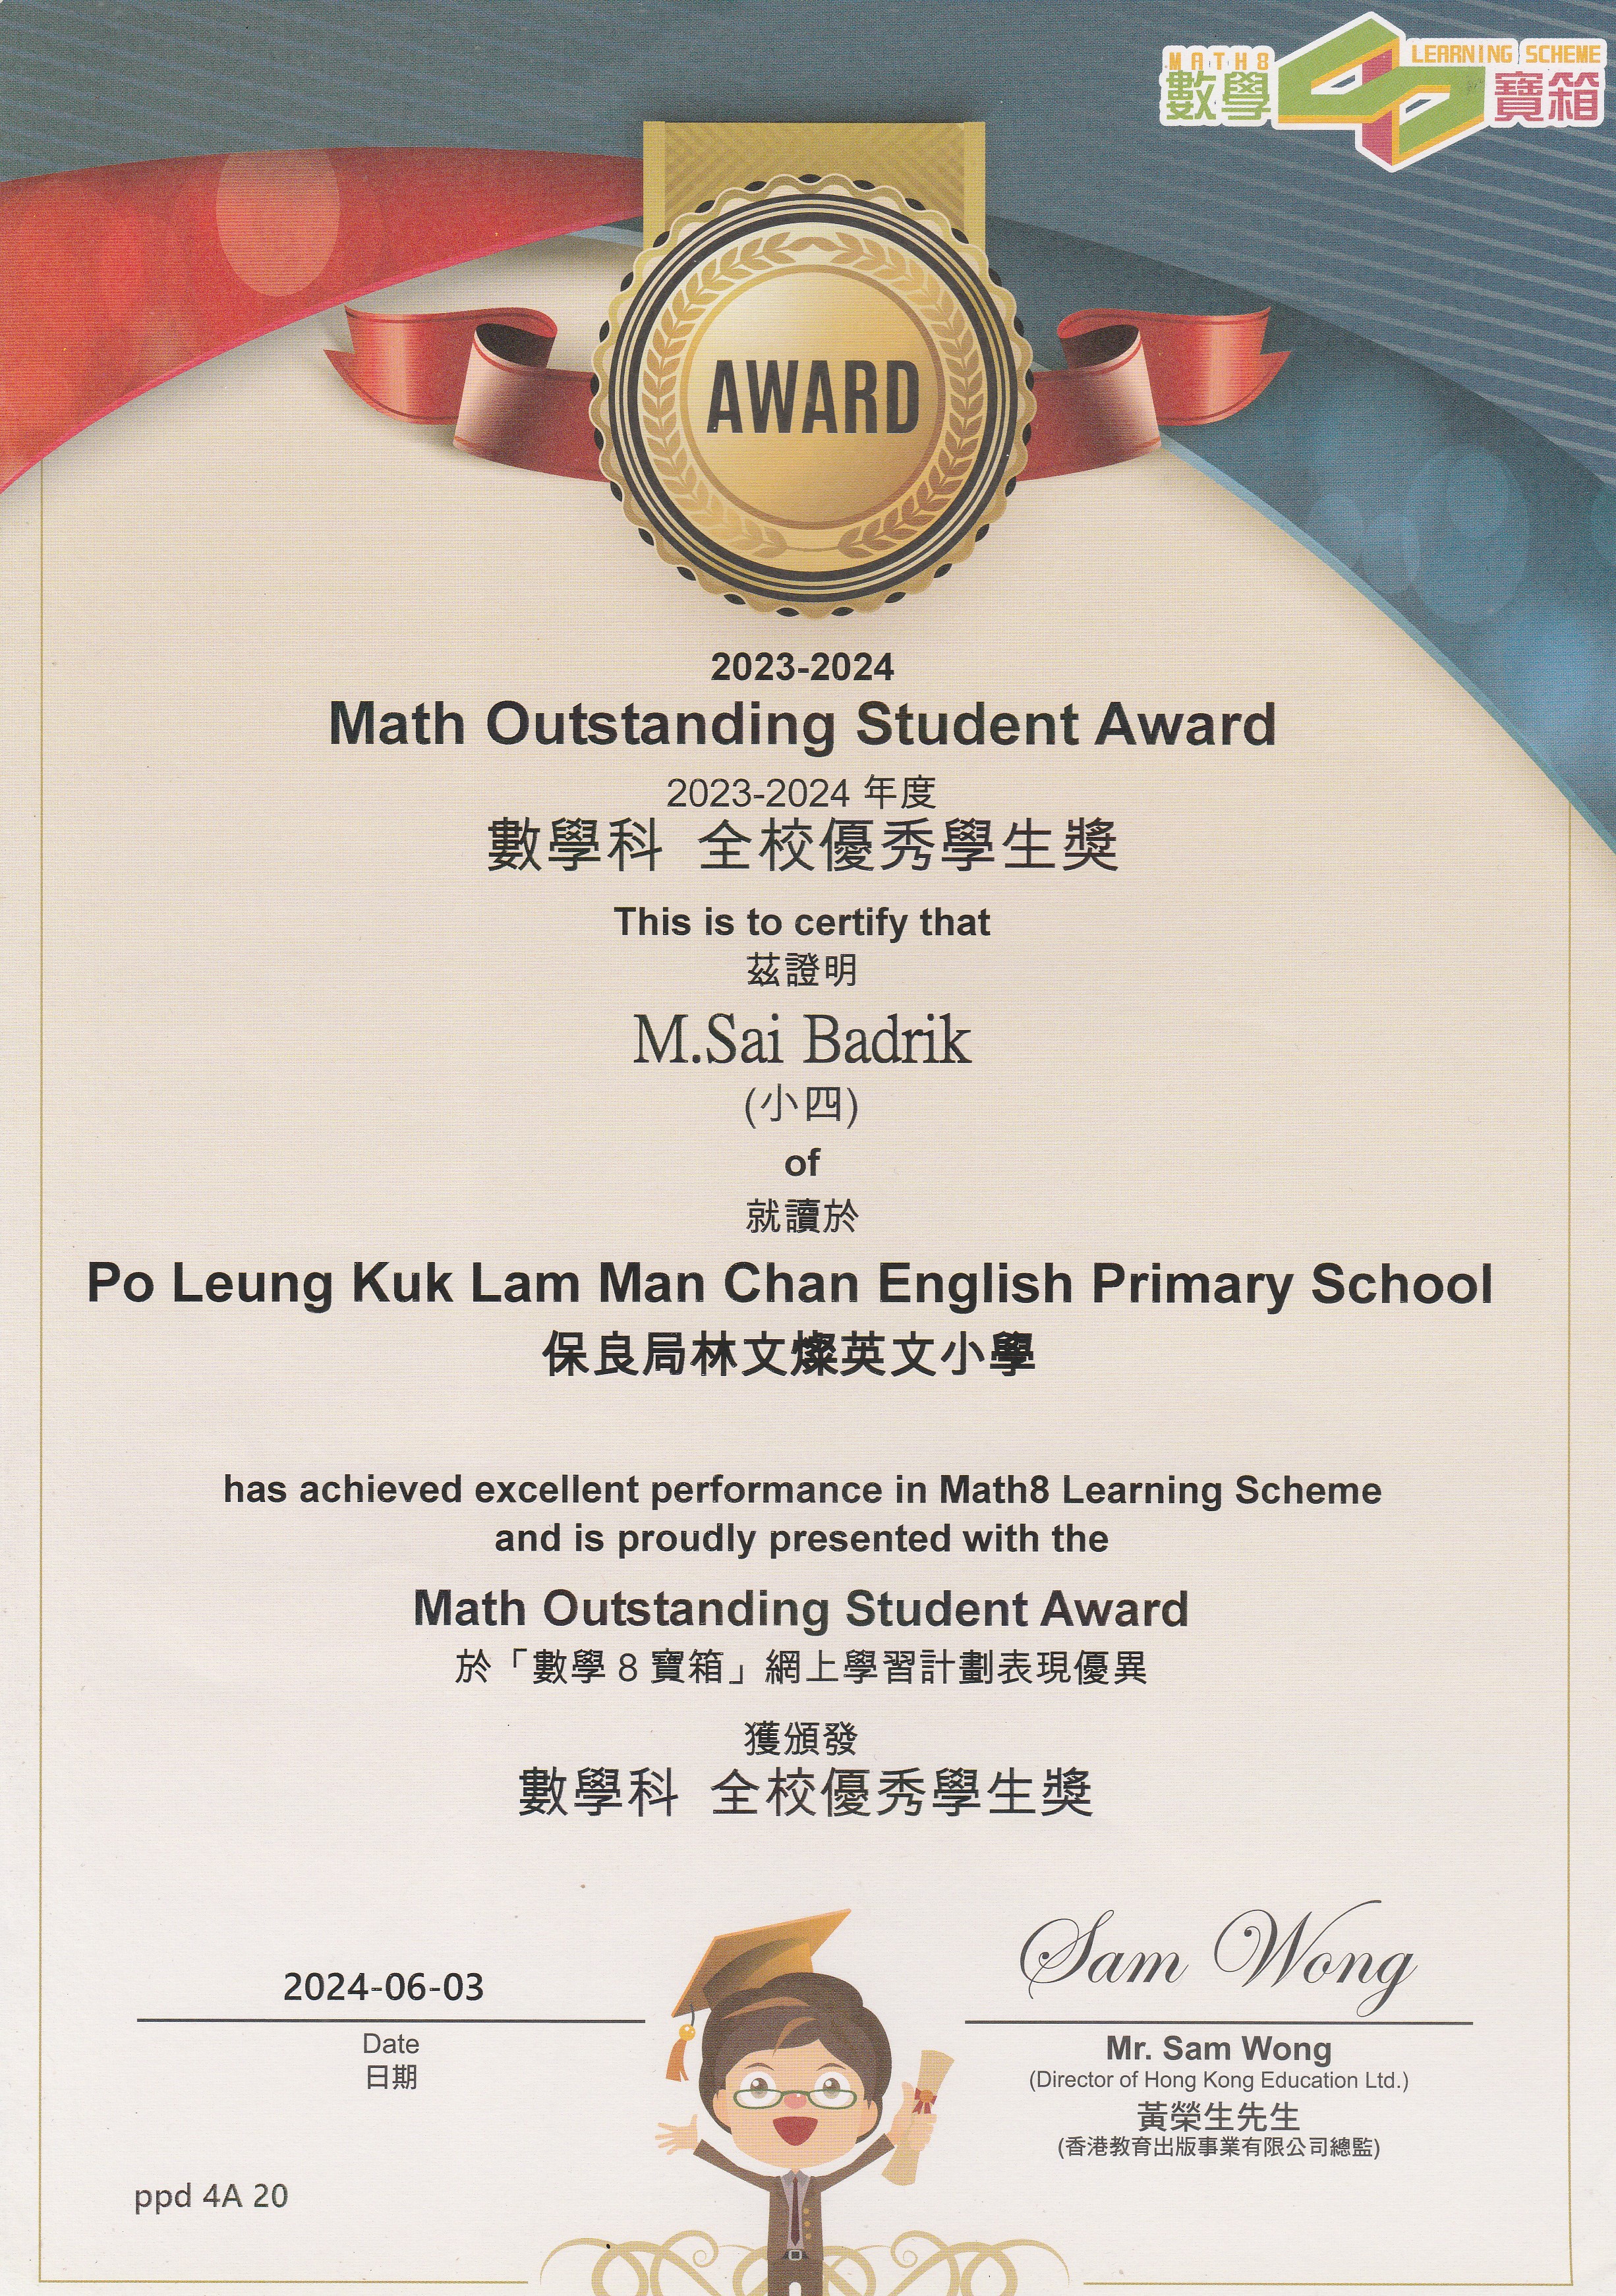 MATH8 LEARNING SCHEME
數學 寶箱
AWARD
2023-2024
Math Outstanding Student Award
2023-2024 年度
數學科 全校優秀學生獎
This is to certify that
茲證明
M.Sai Badrik
(小四)
of
就讀於
Po Leung Kuk Lam Man Chan English Primary School
保良局林文燦英文小學
has achieved excellent performance in Math8 Learning Scheme
and is proudly presented with the
Math Outstanding Student Award
於「數學 8 寶箱」網上學習計劃表現優異
獲頒發
數學科 全校優秀學生獎
2024-06-03
Date
日期
Sam Wong
Mr. Sam Wong
(Director of Hong Kong Education Ltd.)
黃榮生先生
(香港教育出版事業有限公司總監)
ppd 4A 20